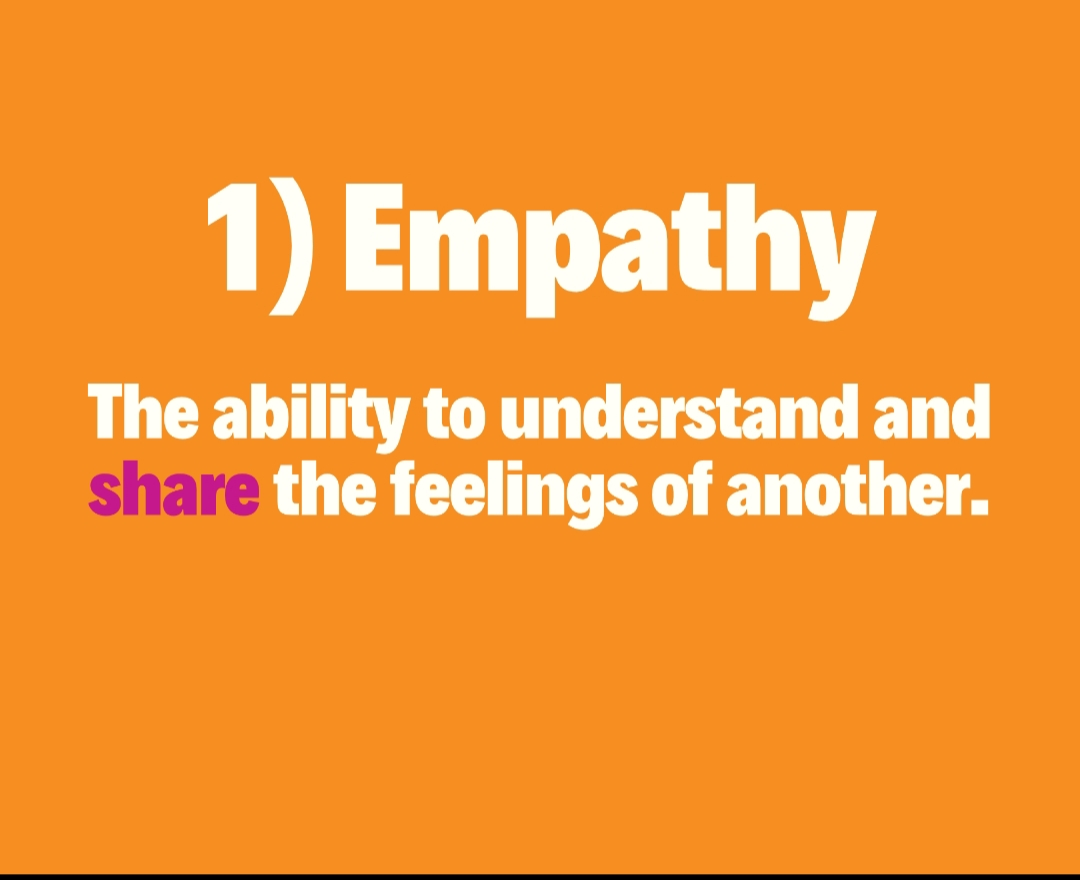 1) Empathy
The ability to understand and
share the feelings of another.